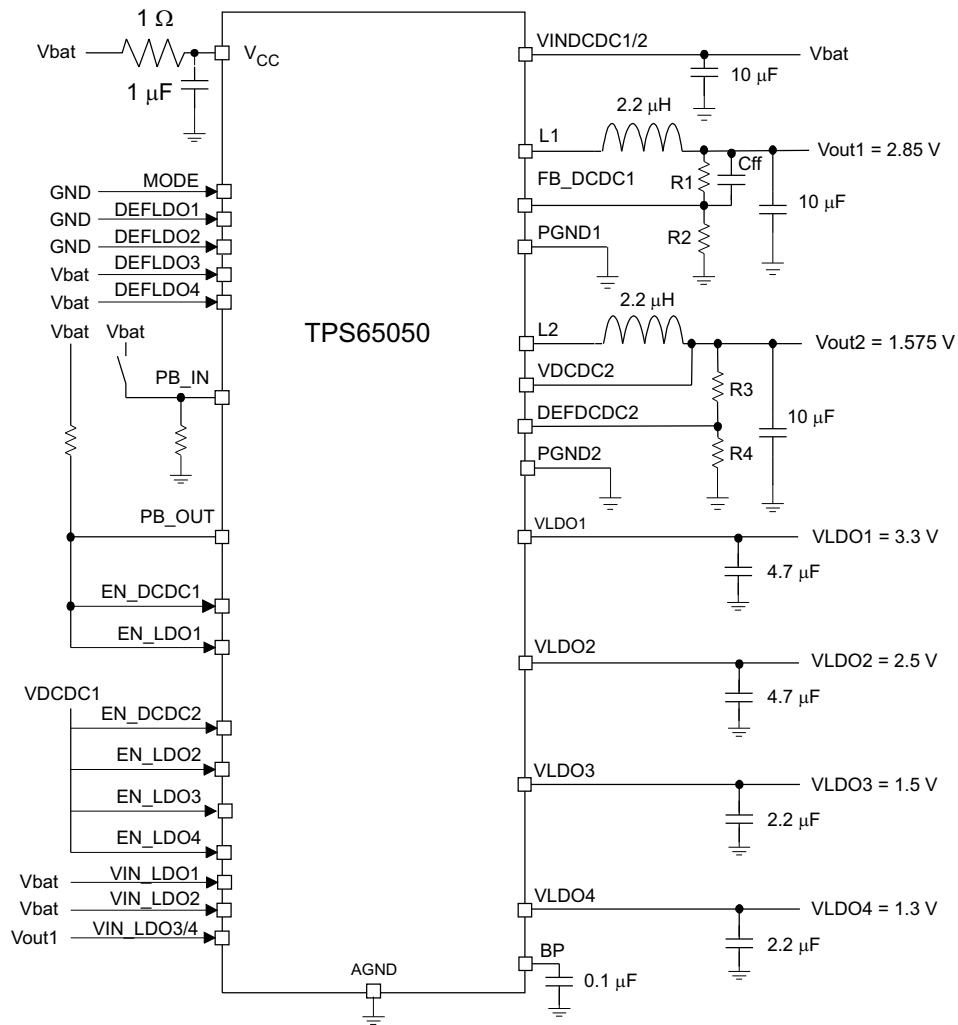 1 Ω
Vbat
VCC
1 μF
GND MODE
GND DEFLDO1
GND DEFLDO2
Vbat DEFLDO3
Vbat DEFLDO4
Vbat Vbat
PB_IN
PB_OUT
EN_DCDC1
EN_LDO1
VDCDC1
EN_DCDC2
EN_LDO2
EN_LDO3
EN_LDO4
Vbat VIN_LDO1
Vbat VIN_LDO2
Vout1 VIN_LDO3/4
TPS65050
AGND
VINDCDC1/2
Vbat
10 μF
2.2 μH
L1
Vout1 = 2.85 V
Cff
FB_DCDC1
R1
10 μF
R2
PGND1
2.2 μH
L2
Vout2 = 1.575 V
VDCDC2
R3
DEFDCDC2
10 μF
R4
PGND2
VLDO1
VLDO1 = 3.3 V
4.7 μF
VLDO2
VLDO2 = 2.5 V
4.7 μF
VLDO3
VLDO3 = 1.5 V
2.2 μF
VLDO4
VLDO4 = 1.3 V
2.2 μF
BP
0.1 μF